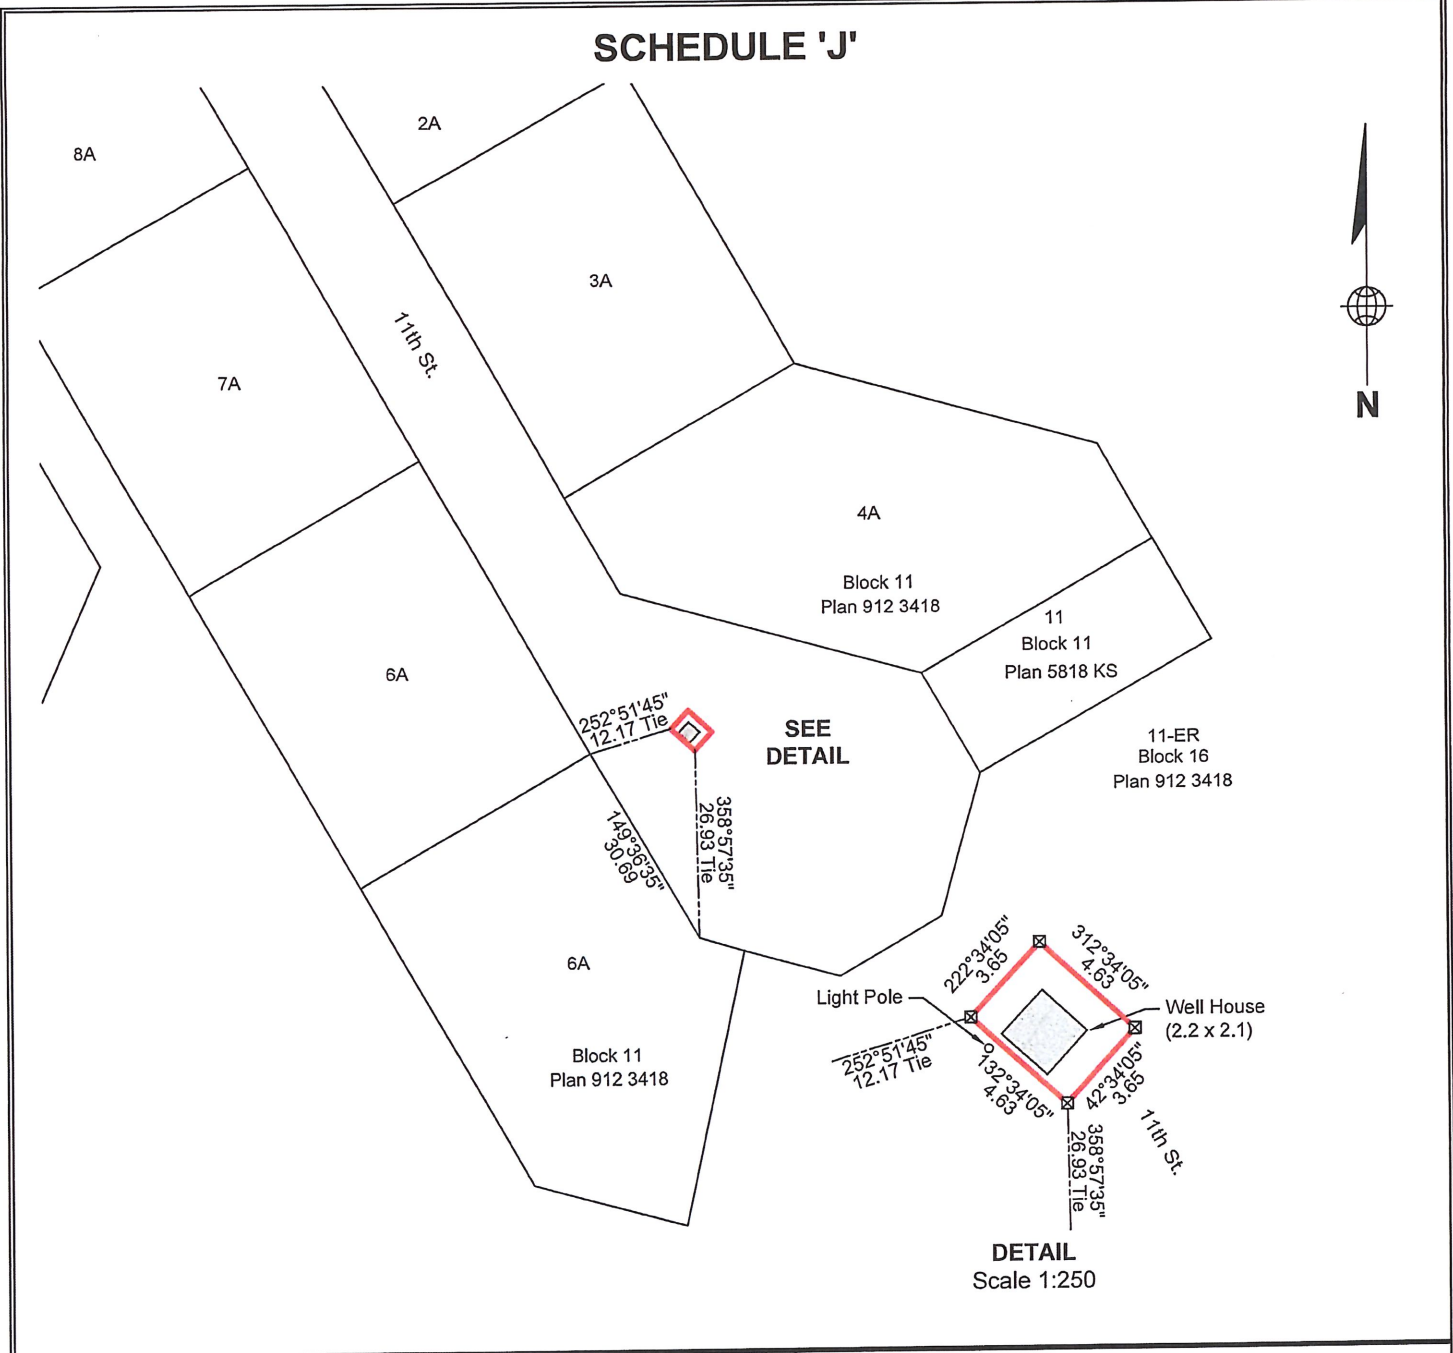 SCHEDULE 'J'
2A
8A
3A
11th St.
7A
N
4A
Block 11
Plan 912 3418
11
Block 11
Plan 5818 KS
6A
252°51'45"
12.17 Tie
SEE
DETAIL
11-ER
Block 16
Plan 912 3418
149°36'35"
30.69
358°57'35"
26.93 Tie
6A
Block 11
Plan 912 3418
222°34'05"
3.65
312°34'05"
4.63
Light Pole
Well House
(2.2 x 2.1)
252°51'45"
12.17 Tie
132°34'05"
4.63
42°34'05"
3.65
11th St.
358°57'35"
26.93 Tie
DETAIL
Scale 1:250